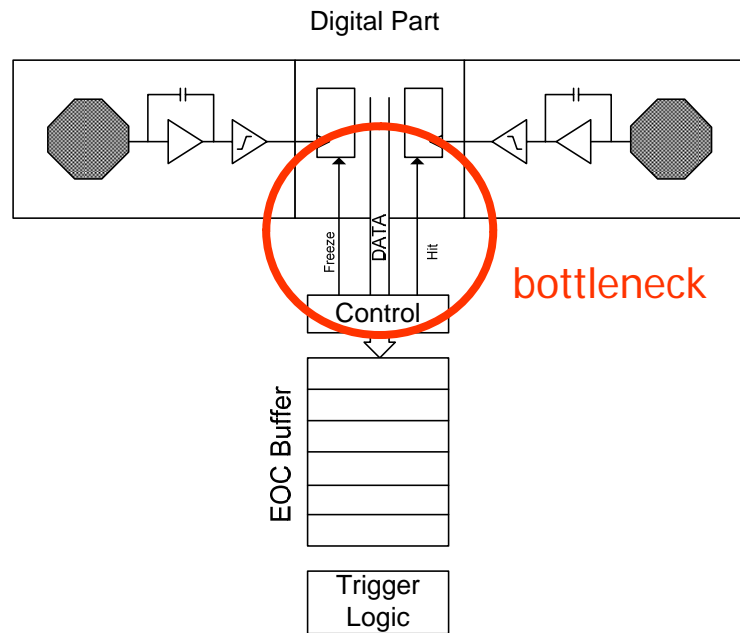 Digital Part
Freeze
DATA
Hit
bottleneck
Control
EOC Buffer
Trigger
Logic